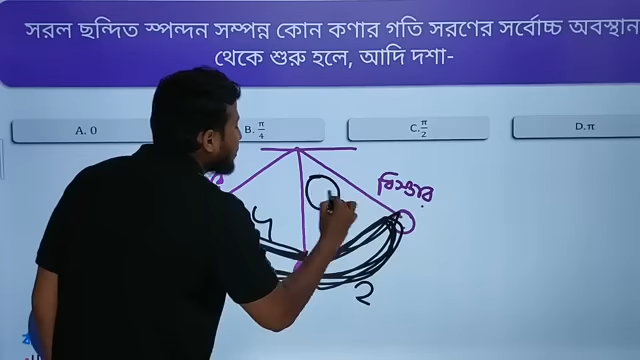 সরল ছন্দিত স্পন্দন সম্পন্ন কোন কণার গতি সরণের সর্বোচ্চ অবস্থান
থেকে শুরু হলে, আদি দশা-
A. 0
B. π/4
C. π/2
D. π
বিস্তার
2